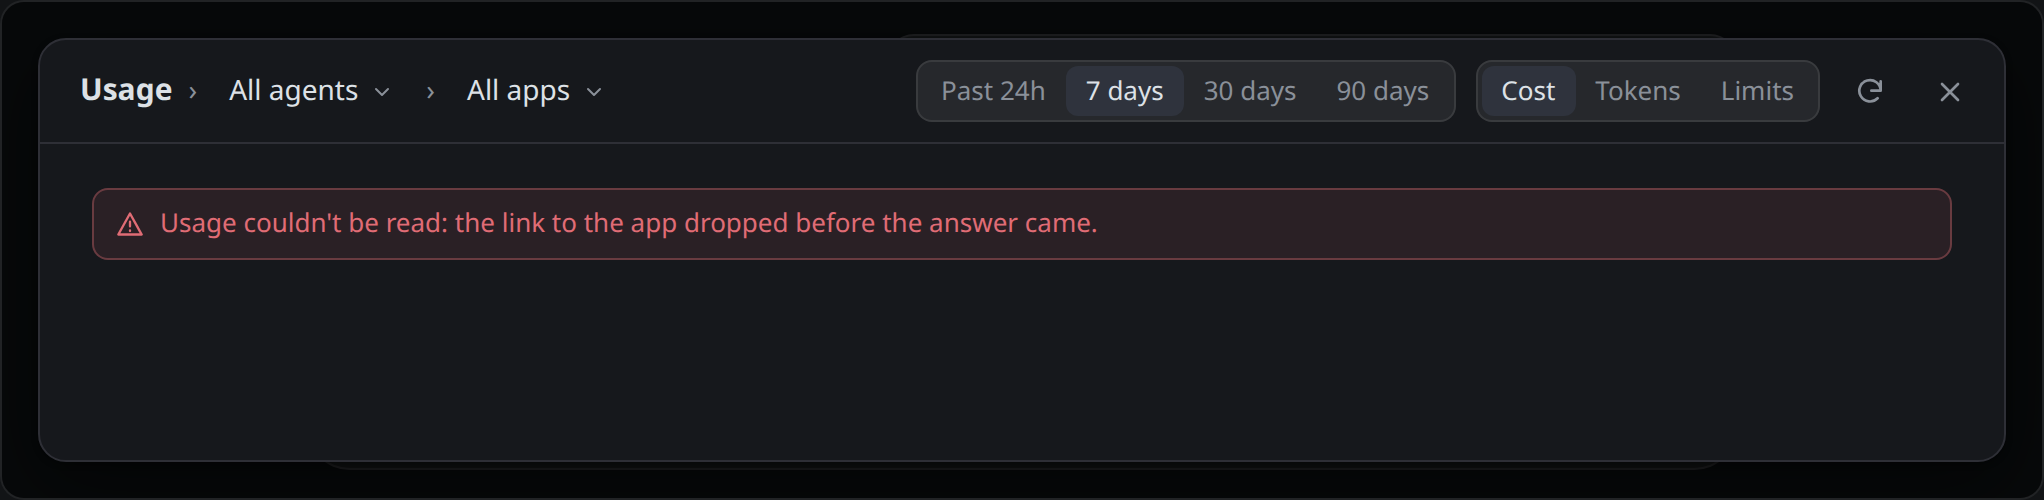 Usage › All agents › All apps Past 24h 7 days 30 days 90 days Cost Tokens Limits
Usage couldn't be read: the link to the app dropped before the answer came.